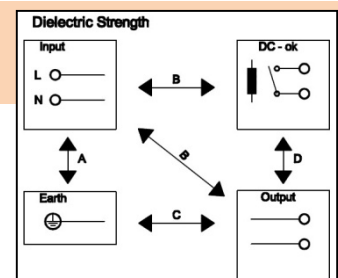 Dielectric Strength
Input
DC - ok
L
N
B
A
B
D
Earth
C
Output